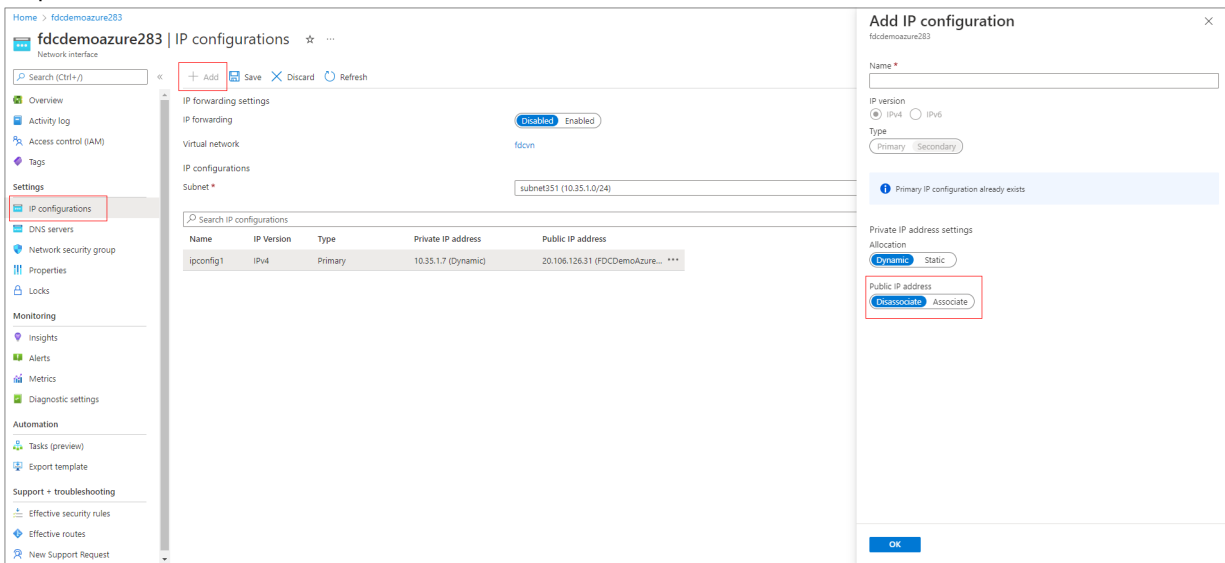 Home > fdcdemoazure283
fdcdemoazure283 | IP configurations ☆ ...
Network interface
Search (Ctrl+/) «
Overview
Activity log
Access control (IAM)
Tags
Settings
IP configurations
DNS servers
Network security group
Properties
Locks
Monitoring
Insights
Alerts
Metrics
Diagnostic settings
Automation
Tasks (preview)
Export template
Support + troubleshooting
Effective security rules
Effective routes
New Support Request
+ Add Save Discard Refresh
IP forwarding settings
IP forwarding Disabled Enabled
Virtual network fdcvn
IP configurations
Subnet * subnet351 (10.35.1.0/24)
Search IP configurations
Name IP Version Type Private IP address Public IP address
ipconfig1 IPv4 Primary 10.35.1.7 (Dynamic) 20.106.126.31 (FDCDemoAzure... •••
Add IP configuration ×
fdcdemoazure283
Name *
IP version
IPv4 IPv6
Type
Primary Secondary
Primary IP configuration already exists
Private IP address settings
Allocation
Dynamic Static
Public IP address
Disassociate Associate
OK